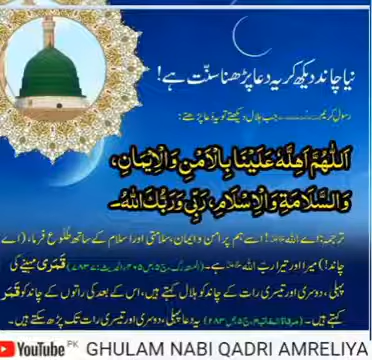 نیا چاند دیکھ کر یہ دعا پڑھنا سنّت ہے!
رسولِ کریم جب ہلال دیکھتے تو یہ دُعا پڑھتے:
اَللّٰهُمَّ اَهِلَّهٗ عَلَيْنَا بِالْاَمْنِ وَالْاِيْمَانِ،
وَالسَّلَامَةِ وَالْاِسْلَامِ، رَبِّىْ وَرَبُّكَ اللّٰهُ۔
ترجمہ: اے اللہ! اسے ہم پر امن و ایمان، سلامتی اور اسلام کے ساتھ طُلُوع فرما، (اے
چاند!) میرا اور تیرا رب اللہ ہے۔ قمری مہینے کی
پہلی، دوسری اور تیسری رات کے چاند کو ہلال کہتے ہیں، اس کے بعد کی راتوں کے چاند کو قمر
کہتے ہیں۔ یہ دعا پہلی، دوسری اور تیسری رات تک پڑھ سکتے ہیں۔
YouTube PK GHULAM NABI QADRI AMRELIYA